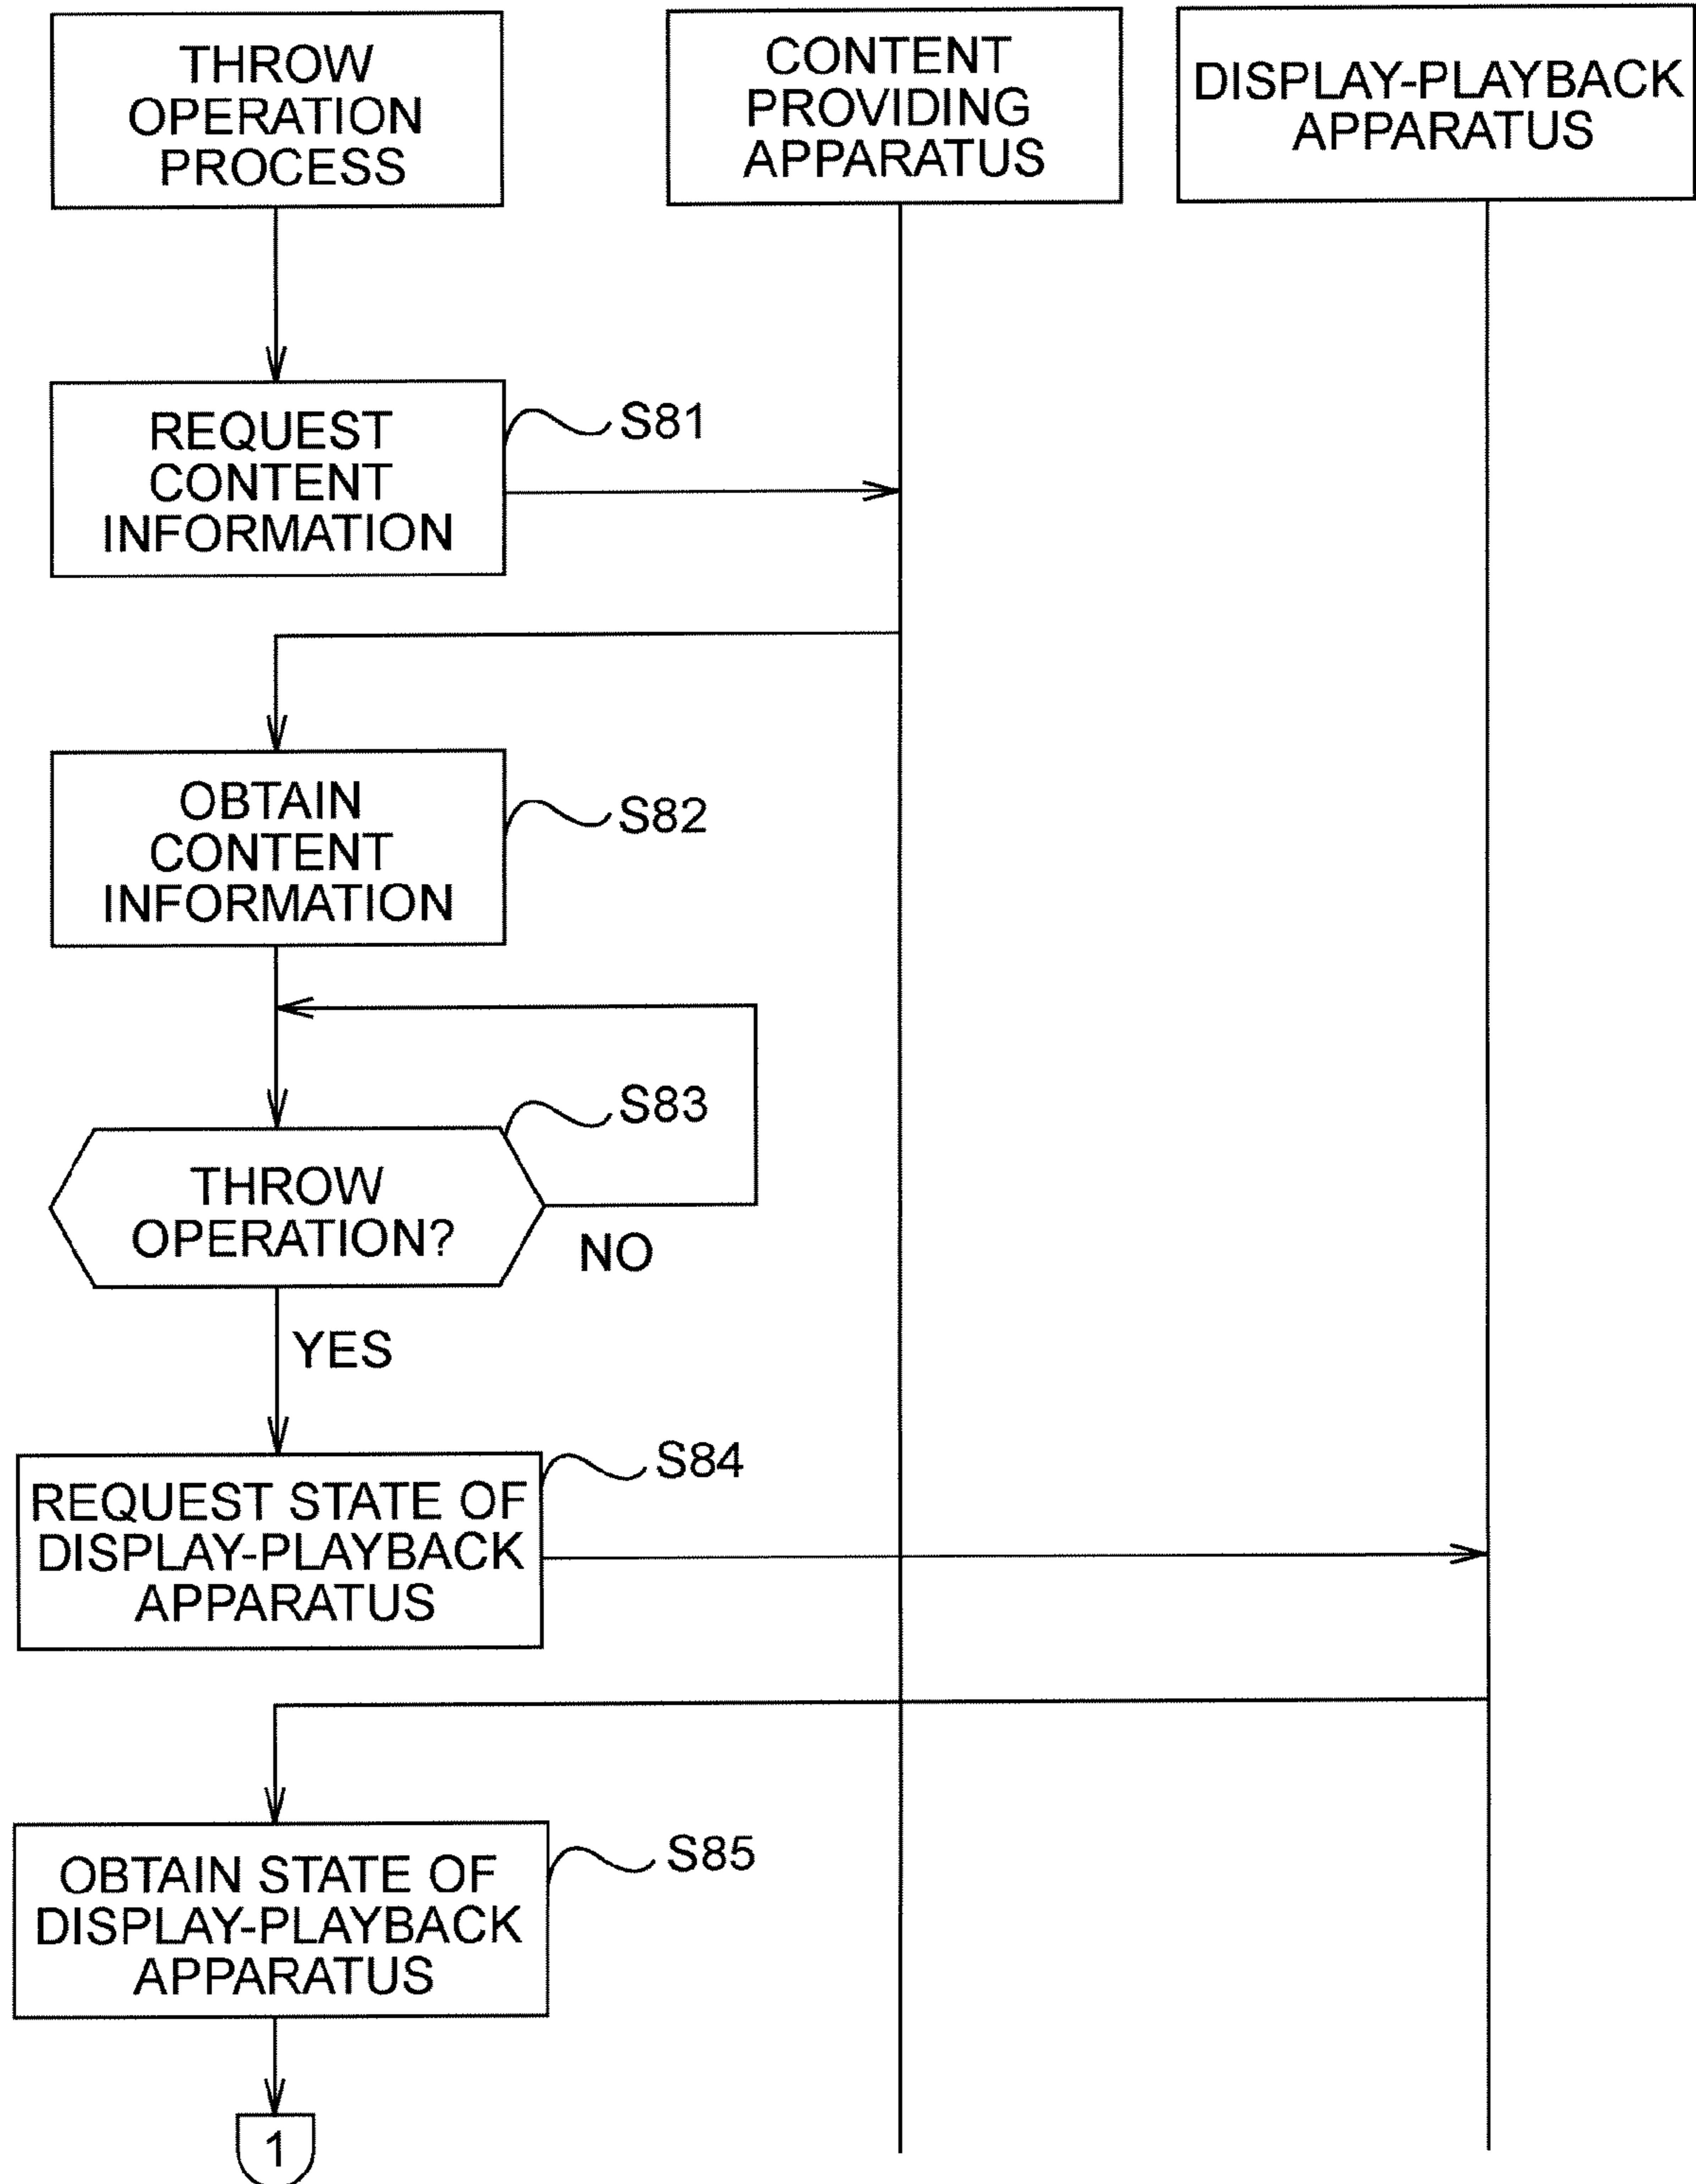 THROW
OPERATION
PROCESS
CONTENT
PROVIDING
APPARATUS
DISPLAY-PLAYBACK
APPARATUS
REQUEST
CONTENT
INFORMATION
S81
OBTAIN
CONTENT
INFORMATION
S82
S83
THROW
OPERATION?
NO
YES
S84
REQUEST STATE OF
DISPLAY-PLAYBACK
APPARATUS
S85
OBTAIN STATE OF
DISPLAY-PLAYBACK
APPARATUS
1